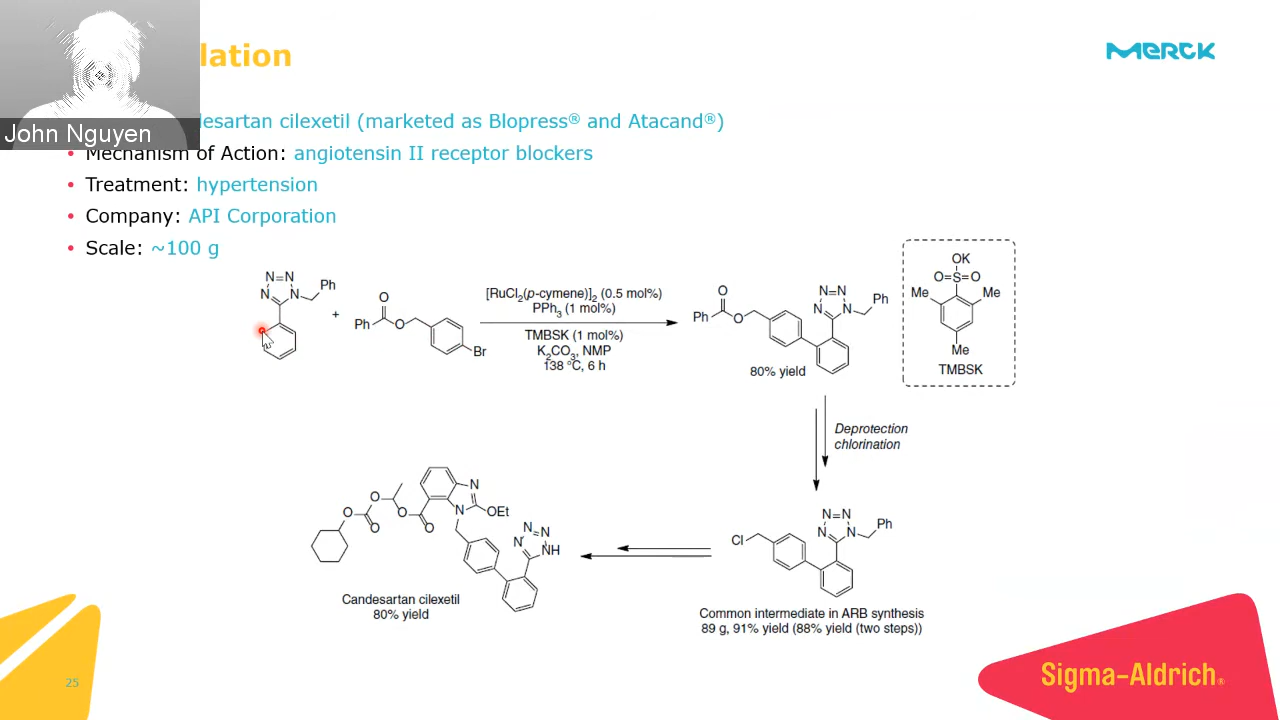 lation
MERCK
John Nguyen
desartan cilexetil (marketed as Blopress® and Atacand®)
• Mechanism of Action: angiotensin II receptor blockers
• Treatment: hypertension
• Company: API Corporation
• Scale: ~100 g
N N
N N
Ph
+
O
Ph O
Br
[RuCl2(p-cymene)]2 (0.5 mol%)
PPh3 (1 mol%)
TMBSK (1 mol%)
K2CO3, NMP
138 °C, 6 h
O
Ph O
N N
N N
Ph
80% yield
OK
O S O
Me Me
Me
TMBSK
Deprotection
chlorination
O O
O O
O
N
N OEt
N N
N NH
Candesartan cilexetil
80% yield
Cl
N N
N N
Ph
Common intermediate in ARB synthesis
89 g, 91% yield (88% yield (two steps))
25
Sigma-Aldrich®